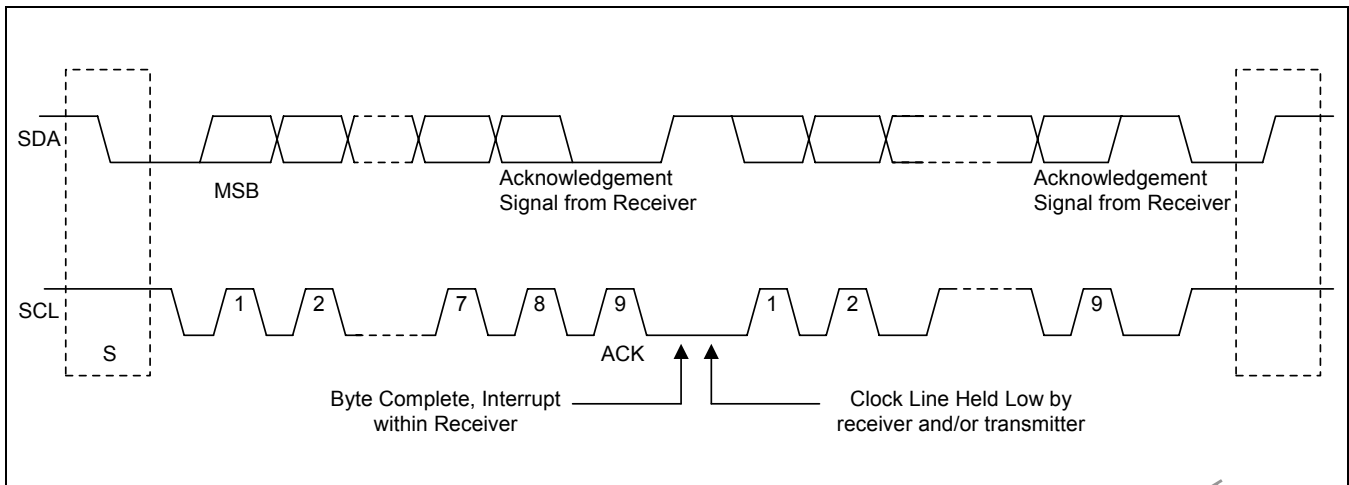 SDA
MSB
Acknowledgement
Signal from Receiver
Acknowledgement
Signal from Receiver
SCL
1
2
7
8
9
1
2
9
S
ACK
Byte Complete, Interrupt
within Receiver
Clock Line Held Low by
receiver and/or transmitter